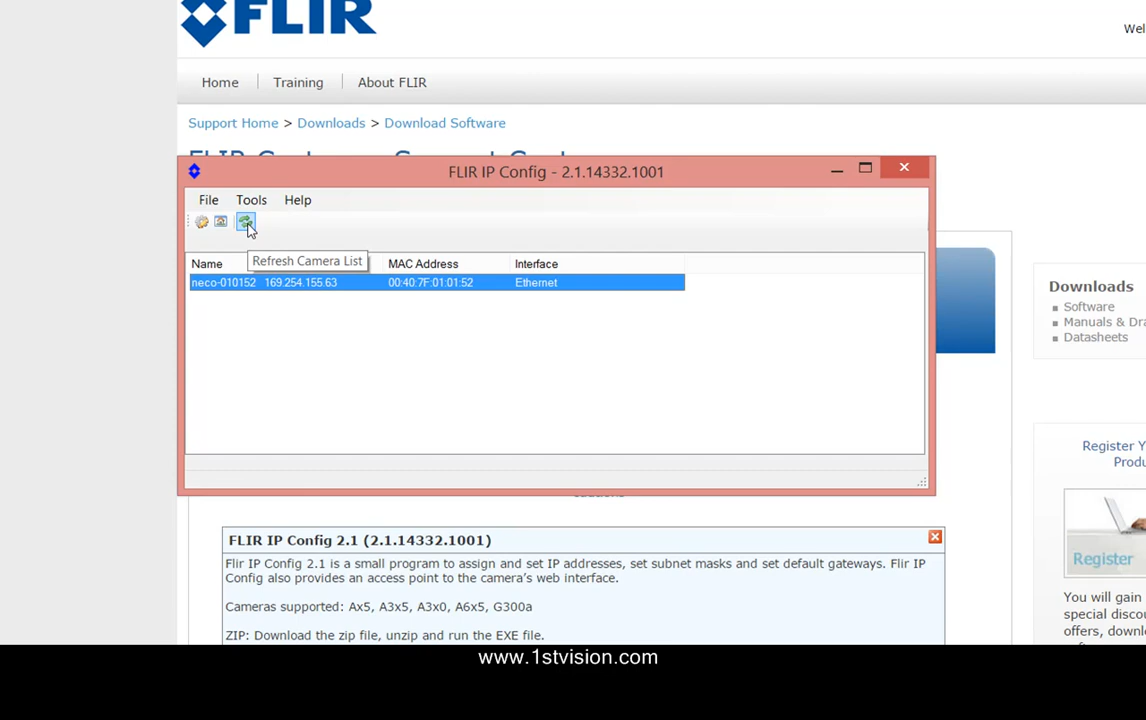 FLIR
Wel
Home
Training
About FLIR
Support Home > Downloads > Download Software
FLIR IP Config - 2.1.14332.1001
File Tools Help
Refresh Camera List
Name MAC Address Interface
neco-010152 169.254.155.63 00:40:7F:01:01:52 Ethernet
Downloads
Software
Manuals & Dra
Datasheets
Register Y
Produ
FLIR IP Config 2.1 (2.1.14332.1001)
Flir IP Config 2.1 is a small program to assign and set IP addresses, set subnet masks and set default gateways. Flir IP
Config also provides an access point to the camera's web interface.
Cameras supported: Ax5, A3x5, A3x0, A6x5, G300a
ZIP: Download the zip file, unzip and run the EXE file.
Register
You will gain
special discou
offers, downl
www.1stvision.com